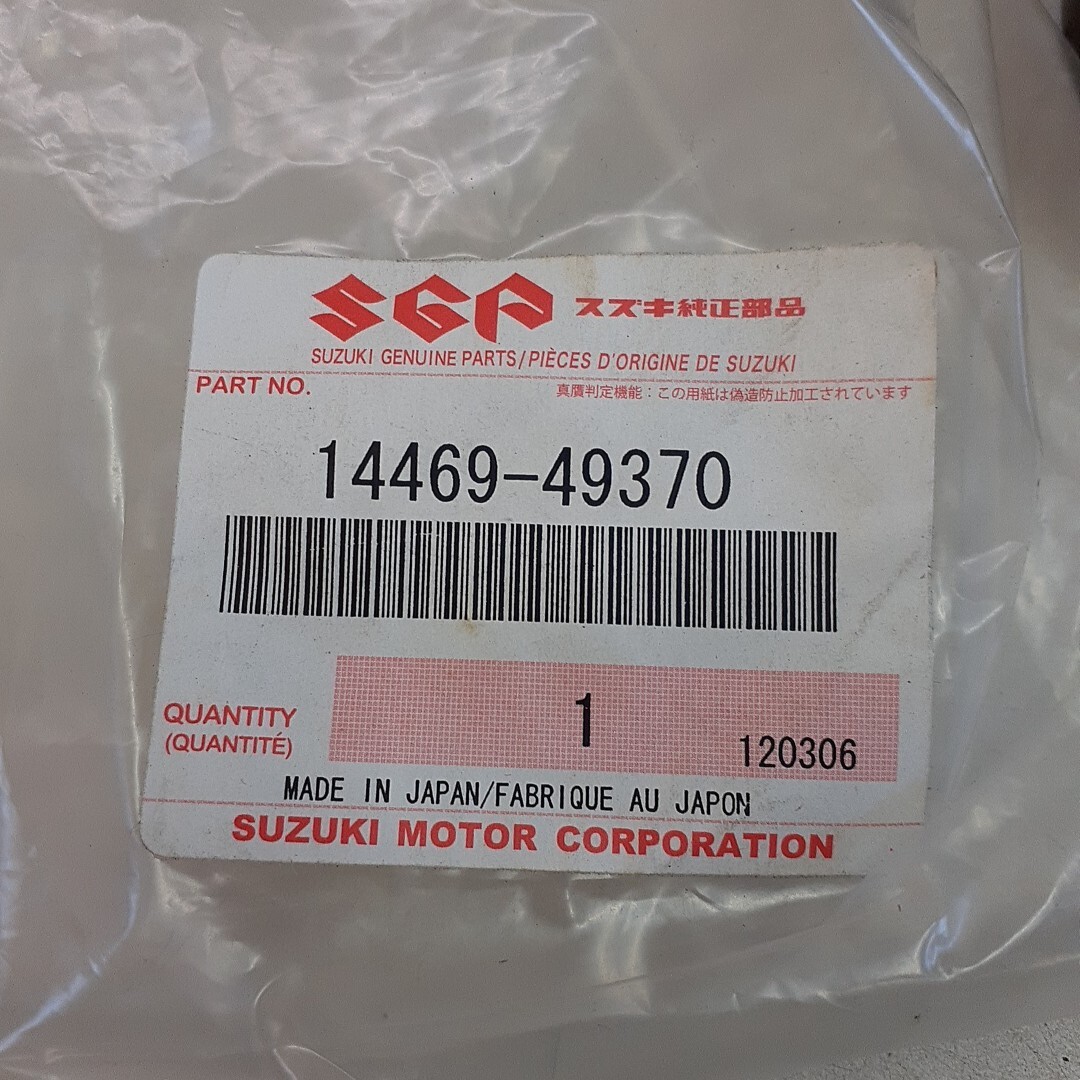 SGP スズキ純正部品
SUZUKI GENUINE PARTS/PIÈCES D'ORIGINE DE SUZUKI
PART NO.
真贋判定機能：この用紙は偽造防止加工されています
14469-49370
QUANTITY
(QUANTITÉ)
1
120306
MADE IN JAPAN/FABRIQUE AU JAPON
SUZUKI MOTOR CORPORATION